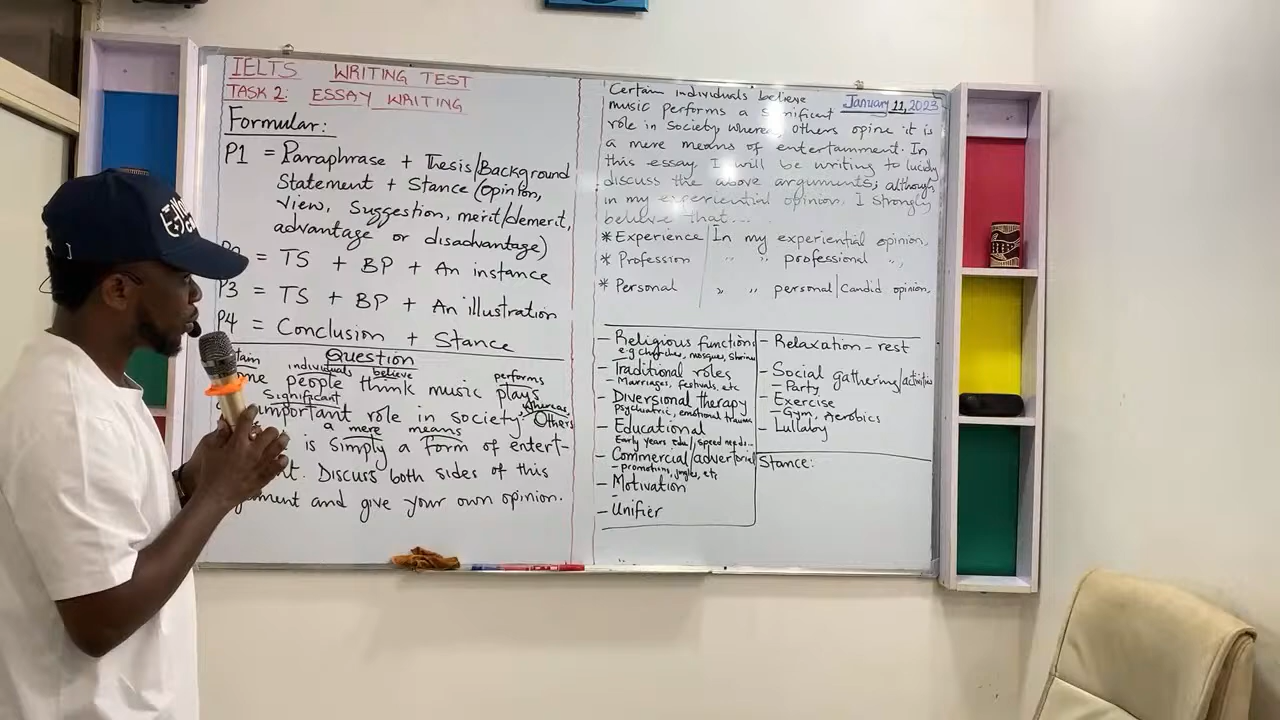 IELTS WRITING TEST
TASK 2: ESSAY WRITING
Formular:
P1 = Paraphrase + Thesis/Background
Statement + Stance (opinion,
view, suggestion, merit/demerit,
advantage or disadvantage)
= TS + BP + An instance
P3 = TS + BP + An illustration
P4 = Conclusion + Stance
Question
individuals believe performs
people think music plays
Significant whereas
important role in society. Others
a mere means
is simply a form of entert-
Discuss both sides of this
and give your own opinion.
January 11, 2023
Certain individuals believe
music performs a significant
role in society whereas others opine it is
a mere means of entertainment. In
this essay I will be writing to lucidly
discuss the above arguments; although
in my experiential opinion, I strongly
believe that....
* Experience / In my experiential opinion,
* Profession " " professional " ,
* Personal " " personal/candid opinion,
- Religious functions
e.g churches, mosques, shrines
- Traditional roles
- Marriages, festivals, etc
- Diversional therapy
Psychiatric, emotional trauma
- Educational
Early years edu/
- Commercial/advertorial
- promotions, jingles, etc
- Motivation
- Unifier
- Relaxation - rest
- Social gathering/activities
- Party
- Exercise
- Gym, Aerobics
- Lullaby
Stance: